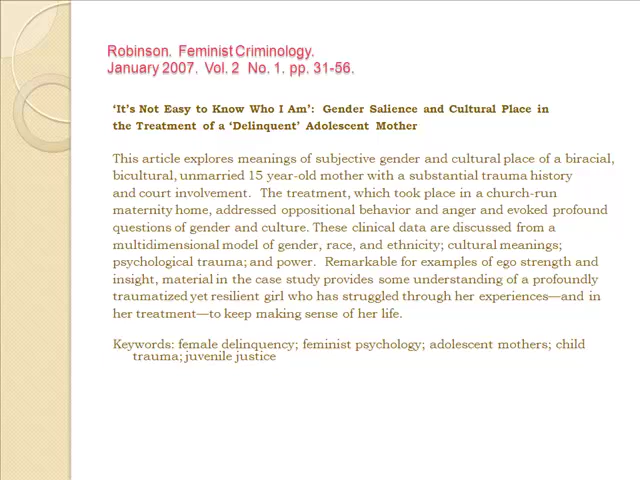 Robinson. Feminist Criminology.
January 2007. Vol. 2 No. 1. pp. 31-56.
‘It’s Not Easy to Know Who I Am’: Gender Salience and Cultural Place in
the Treatment of a ‘Delinquent’ Adolescent Mother
This article explores meanings of subjective gender and cultural place of a biracial,
bicultural, unmarried 15 year-old mother with a substantial trauma history
and court involvement. The treatment, which took place in a church-run
maternity home, addressed oppositional behavior and anger and evoked profound
questions of gender and culture. These clinical data are discussed from a
multidimensional model of gender, race, and ethnicity; cultural meanings;
psychological trauma; and power. Remarkable for examples of ego strength and
insight, material in the case study provides some understanding of a profoundly
traumatized yet resilient girl who has struggled through her experiences—and in
her treatment—to keep making sense of her life.
Keywords: female delinquency; feminist psychology; adolescent mothers; child
trauma; juvenile justice